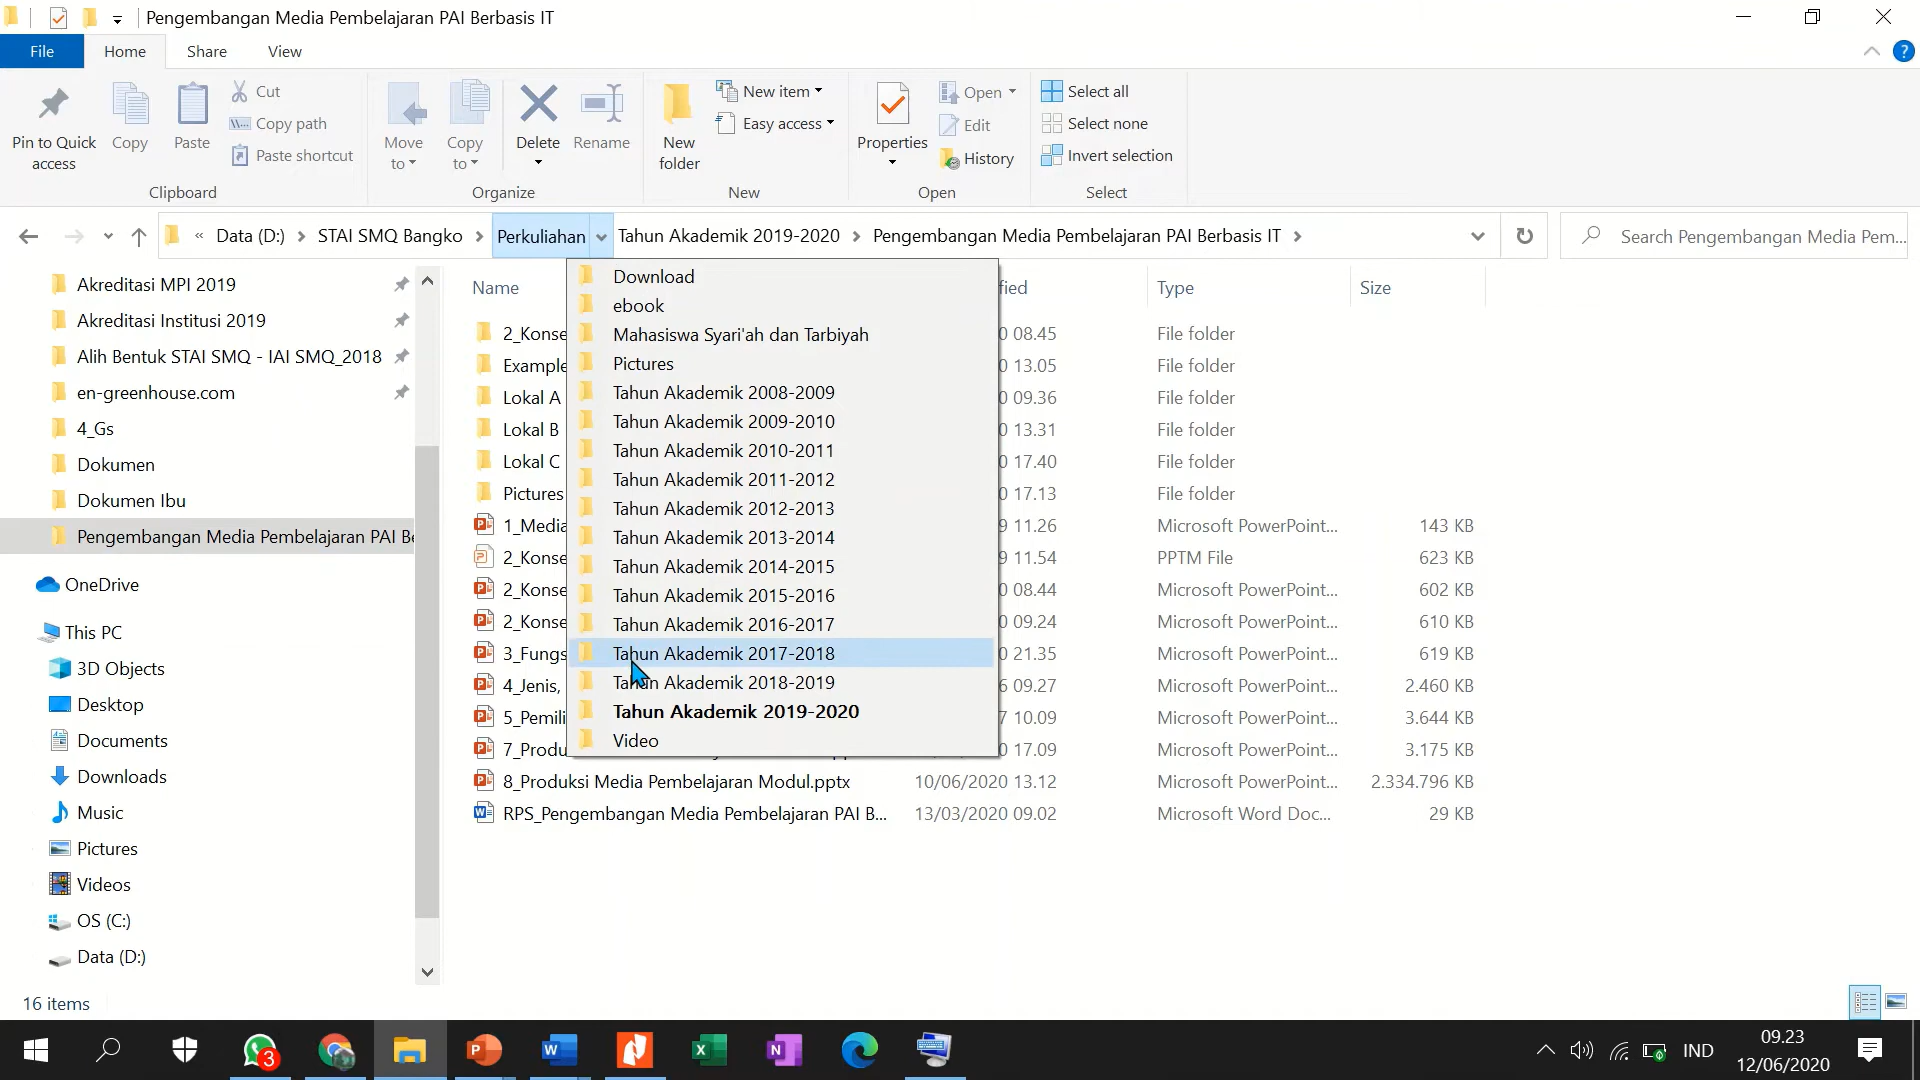 Pengembangan Media Pembelajaran PAI Berbasis IT
File
Home
Share
View
Pin to Quick
access
Copy
Paste
Cut
Copy path
Paste shortcut
Clipboard
Move
to
Copy
to
Delete
Rename
Organize
New
folder
New item
Easy access
New
Properties
Open
Edit
History
Open
Select all
Select none
Invert selection
Select
« Data (D:) > STAI SMQ Bangko > Perkuliahan Tahun Akademik 2019-2020 > Pengembangan Media Pembelajaran PAI Berbasis IT >
Search Pengembangan Media Pem...
Akreditasi MPI 2019
Akreditasi Institusi 2019
Alih Bentuk STAI SMQ - IAI SMQ_2018
en-greenhouse.com
4_Gs
Dokumen
Dokumen Ibu
Pengembangan Media Pembelajaran PAI Be
OneDrive
This PC
3D Objects
Desktop
Documents
Downloads
Music
Pictures
Videos
OS (C:)
Data (D:)
Name
Type
Size
Download
ebook
Mahasiswa Syari'ah dan Tarbiyah
Pictures
Tahun Akademik 2008-2009
Tahun Akademik 2009-2010
Tahun Akademik 2010-2011
Tahun Akademik 2011-2012
Tahun Akademik 2012-2013
Tahun Akademik 2013-2014
Tahun Akademik 2014-2015
Tahun Akademik 2015-2016
Tahun Akademik 2016-2017
Tahun Akademik 2017-2018
Tahun Akademik 2018-2019
Tahun Akademik 2019-2020
Video
2_Konse 0 08.45 File folder
Example 0 13.05 File folder
Lokal A 0 09.36 File folder
Lokal B 0 13.31 File folder
Lokal C 0 17.40 File folder
Pictures 0 17.13 File folder
1_Media 9 11.26 Microsoft PowerPoint... 143 KB
2_Konse 9 11.54 PPTM File 623 KB
2_Konse 0 08.44 Microsoft PowerPoint... 602 KB
2_Konse 0 09.24 Microsoft PowerPoint... 610 KB
3_Fungs 0 21.35 Microsoft PowerPoint... 619 KB
4_Jenis, 6 09.27 Microsoft PowerPoint... 2.460 KB
5_Pemili 7 10.09 Microsoft PowerPoint... 3.644 KB
7_Produ 0 17.09 Microsoft PowerPoint... 3.175 KB
8_Produksi Media Pembelajaran Modul.pptx 10/06/2020 13.12 Microsoft PowerPoint... 2.334.796 KB
RPS_Pengembangan Media Pembelajaran PAI B... 13/03/2020 09.02 Microsoft Word Doc... 29 KB
16 items
3
IND
09.23
12/06/2020